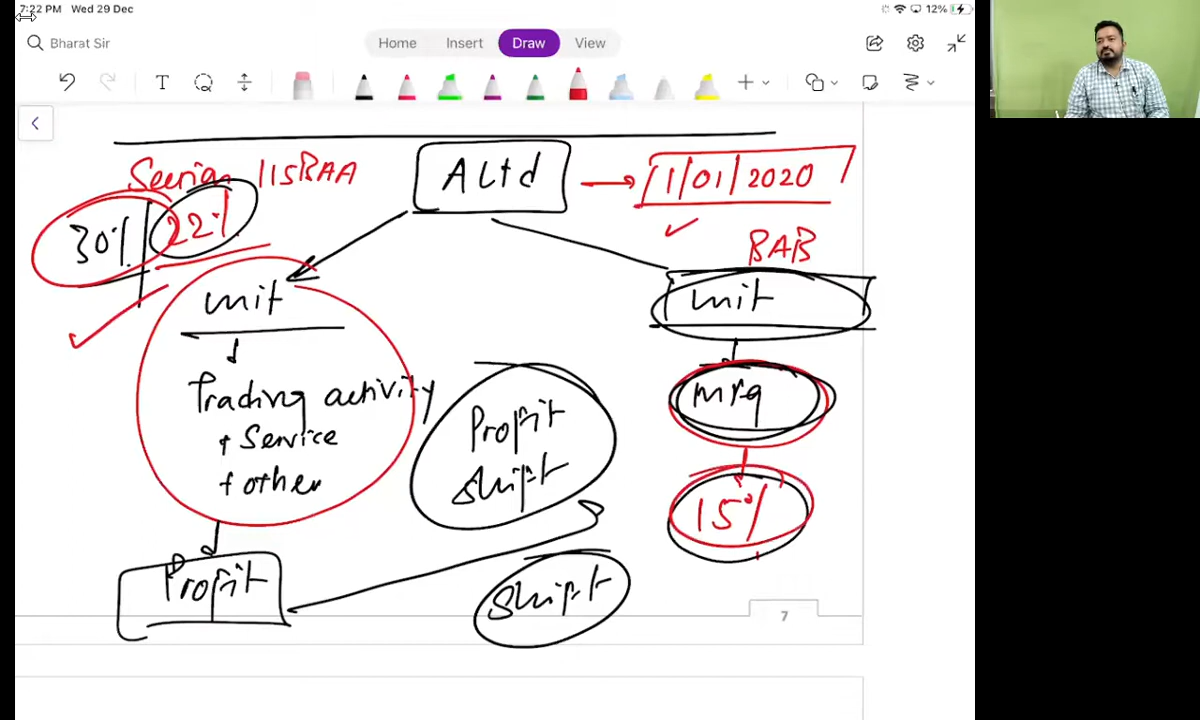 7:22 PM Wed 29 Dec
12%
Bharat Sir
Home Insert Draw View
T
Section 115BAA
A Ltd
1/01/2020
30% 22%
BAB
unit
unit
Trading activity
+ Service
+ other
mfg
Profit
shift
15%
Profit
shift
7